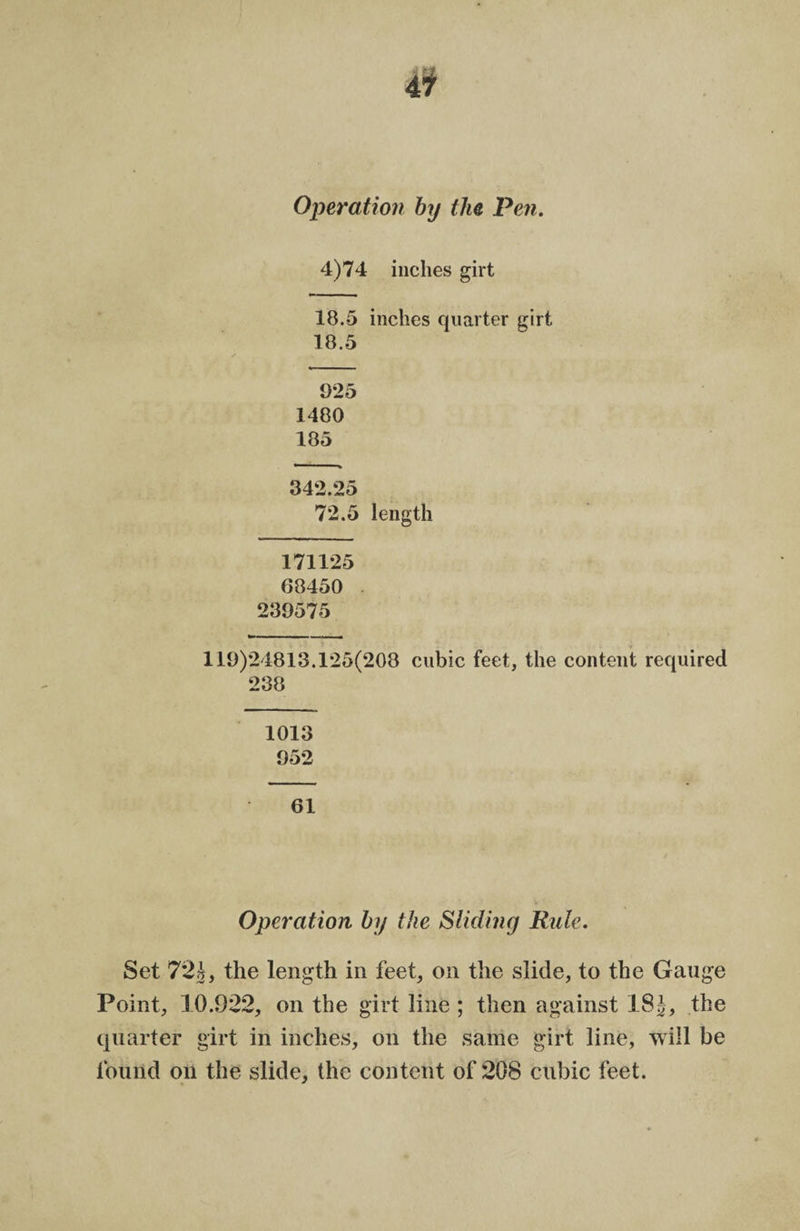 47
Operation by the Pen.
4)74 inches girt
18.5 inches quarter girt
18.5
925
1480
185
342.25
72.5 length
171125
68450
239575
119)24813.125(208 cubic feet, the content required
238
1013
952
61
Operation by the Sliding Rule.
Set 72½, the length in feet, on the slide, to the Gauge
Point, 10.922, on the girt line ; then against 18½, the
quarter girt in inches, on the same girt line, will be
found on the slide, the content of 208 cubic feet.